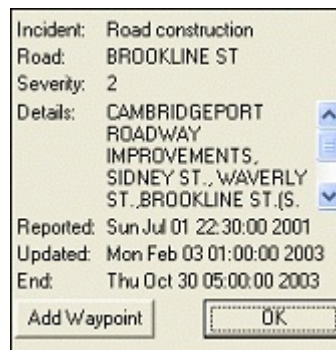 Incident: Road construction
Road: BROOKLINE ST
Severity: 2
Details: CAMBRIDGEPORT
ROADWAY
IMPROVEMENTS,
SIDNEY ST., WAVERLY
ST.,BROOKLINE ST.(S.
Reported: Sun Jul 01 22:30:00 2001
Updated: Mon Feb 03 01:00:00 2003
End: Thu Oct 30 05:00:00 2003
Add Waypoint OK